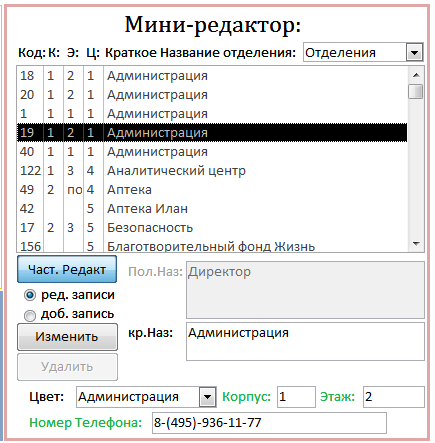 Мини-редактор:
Код: К: Э: Ц: Краткое Название отделения: Отделения
18 1 2 1 Администрация
20 1 2 1 Администрация
1 1 1 1 Администрация
19 1 2 1 Администрация
40 1 1 1 Администрация
122 1 3 4 Аналитический центр
49 2 по 4 Аптека
42 5 Аптека Илан
17 2 3 5 Безопасность
156 5 Благотворительный фонд Жизнь
Част. Редакт Пол.Наз: Директор
ред. записи
доб. запись
Изменить кр.Наз: Администрация
Удалить
Цвет: Администрация Корпус: 1 Этаж: 2
Номер Телефона: 8-(495)-936-11-77